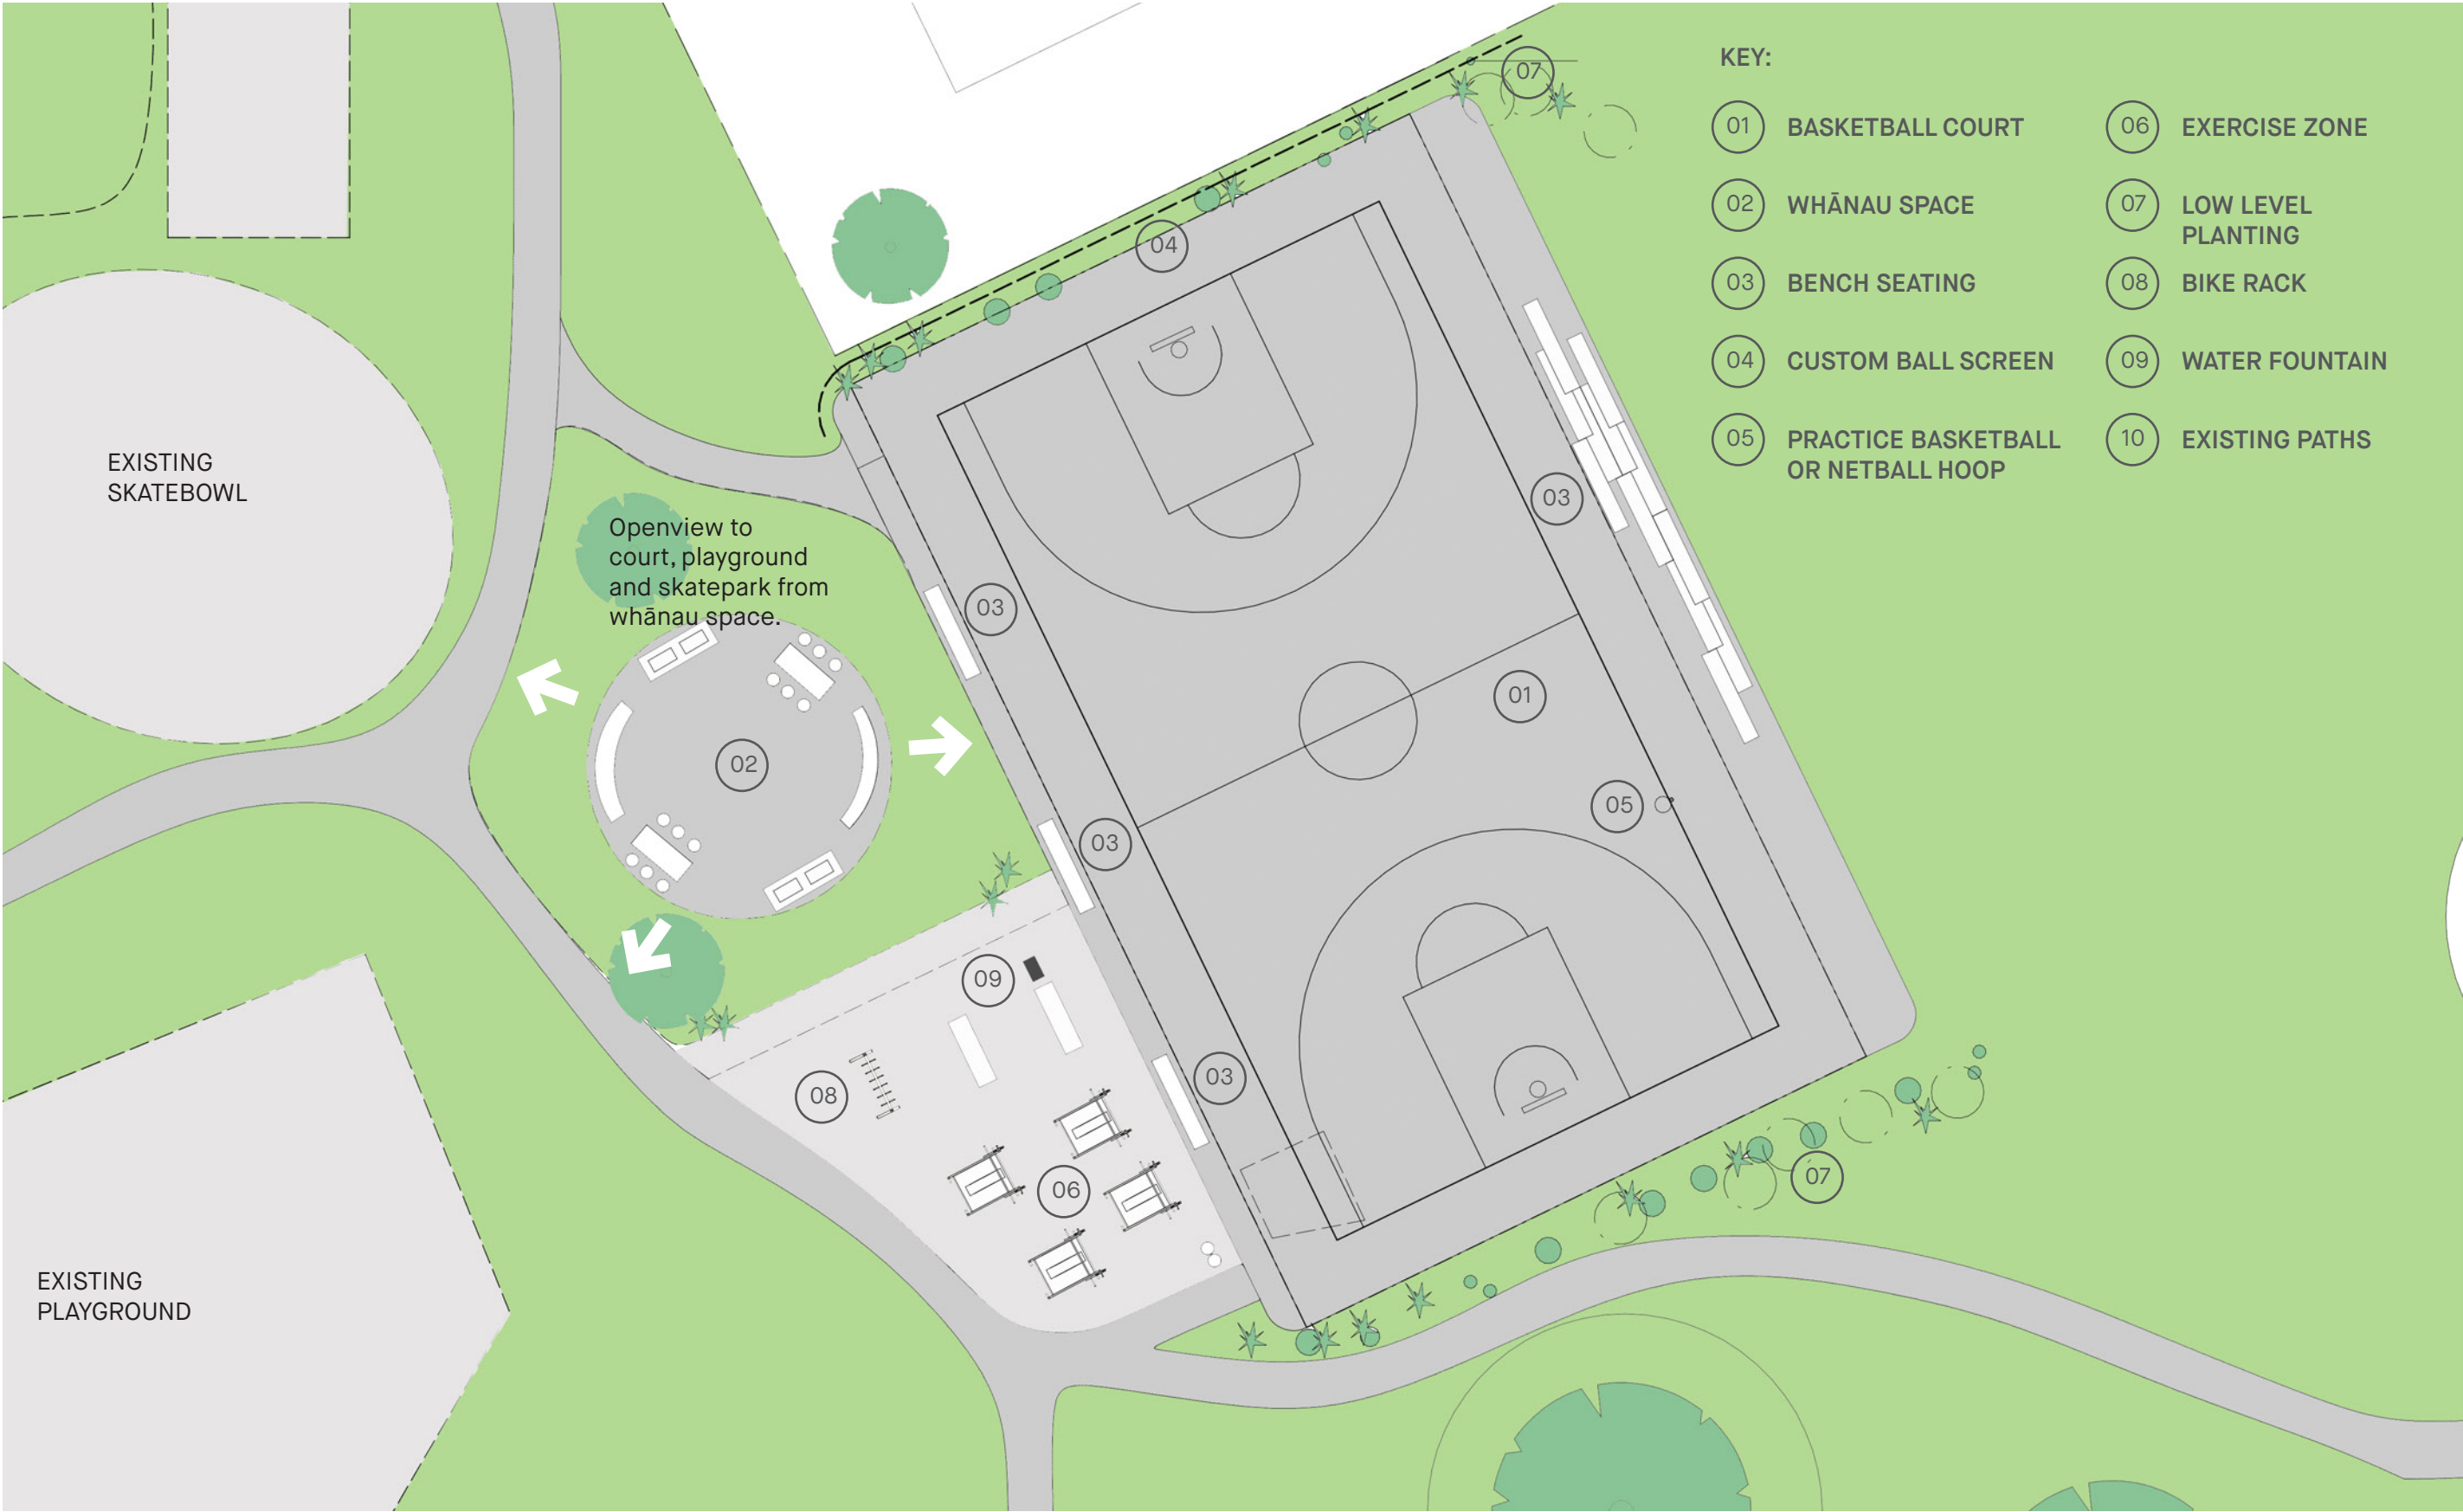 KEY:
01 BASKETBALL COURT
02 WHĀNAU SPACE
03 BENCH SEATING
04 CUSTOM BALL SCREEN
05 PRACTICE BASKETBALL
OR NETBALL HOOP
06 EXERCISE ZONE
07 LOW LEVEL
PLANTING
08 BIKE RACK
09 WATER FOUNTAIN
10 EXISTING PATHS
07
04
EXISTING
SKATEBOWL
Openview to
court, playground
and skatepark from
whānau space.
03
03
01
02
05
03
09
08
03
06
07
EXISTING
PLAYGROUND